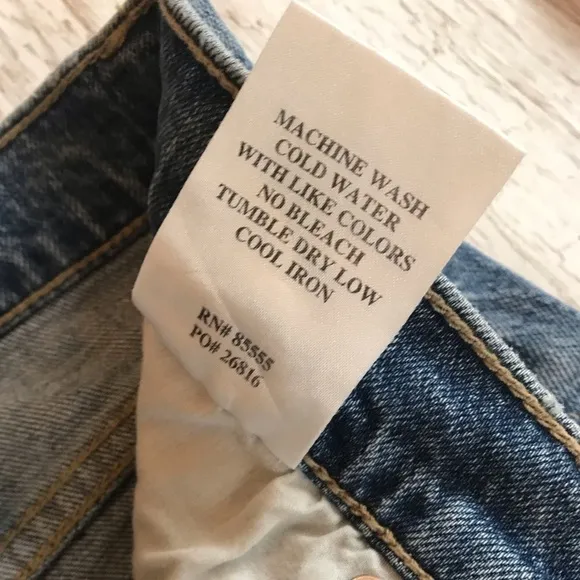 MACHINE WASH
COLD WATER
WITH LIKE COLORS
NO BLEACH
TUMBLE DRY LOW
COOL IRON
RN# 85555
PO# 26816